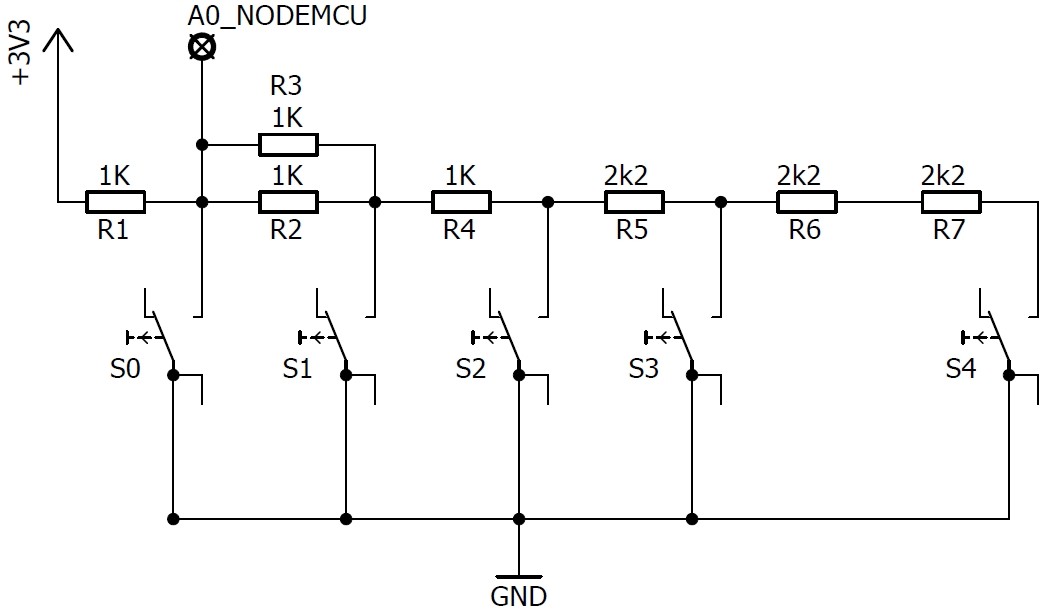 A0_NODEMCU
+3V3
R3
1K
1K
1K
1K
2k2
2k2
2k2
R1
R2
R4
R5
R6
R7
S0
S1
S2
S3
S4
GND